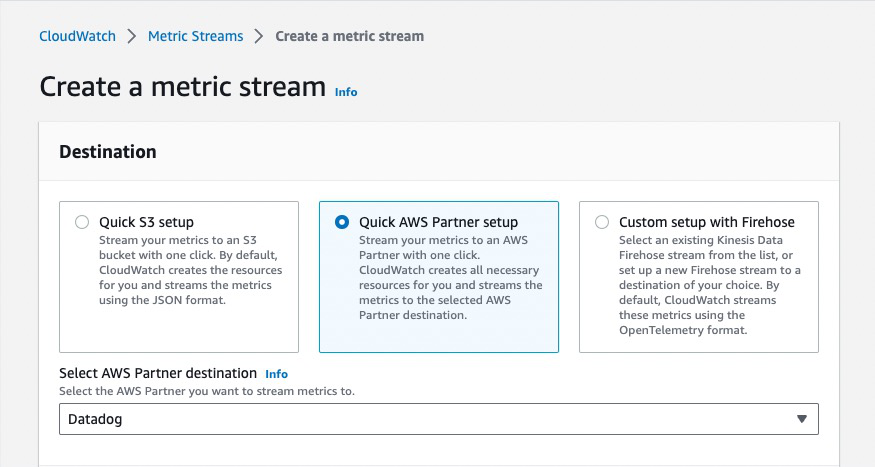 CloudWatch > Metric Streams > Create a metric stream
Create a metric stream Info
Destination
Quick S3 setup
Stream your metrics to an S3
bucket with one click. By default,
CloudWatch creates the resources
for you and streams the metrics
using the JSON format.
Quick AWS Partner setup
Stream your metrics to an AWS
Partner with one click.
CloudWatch creates all necessary
resources for you and streams the
metrics to the selected AWS
Partner destination.
Custom setup with Firehose
Select an existing Kinesis Data
Firehose stream from the list, or
set up a new Firehose stream to a
destination of your choice. By
default, CloudWatch streams
these metrics using the
OpenTelemetry format.
Select AWS Partner destination Info
Select the AWS Partner you want to stream metrics to.
Datadog